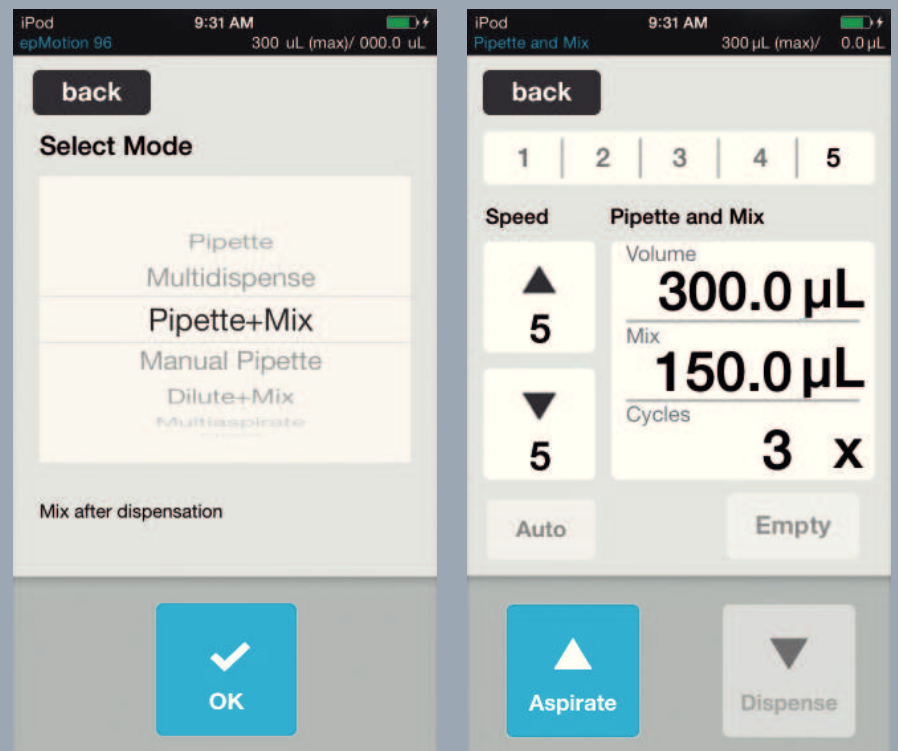 iPod 9:31 AM
epMotion 96 300 uL (max)/ 000.0 uL
back
Select Mode
Pipette
Multidispense
Pipette+Mix
Manual Pipette
Dilute+Mix
Multiaspirate
Mix after dispensation
OK
iPod 9:31 AM
Pipette and Mix 300 µL (max)/ 0.0 µL
back
1 2 3 4 5
Speed Pipette and Mix
Volume
300.0 µL
5
Mix
150.0 µL
Cycles
3 x
5
Auto Empty
Aspirate Dispense